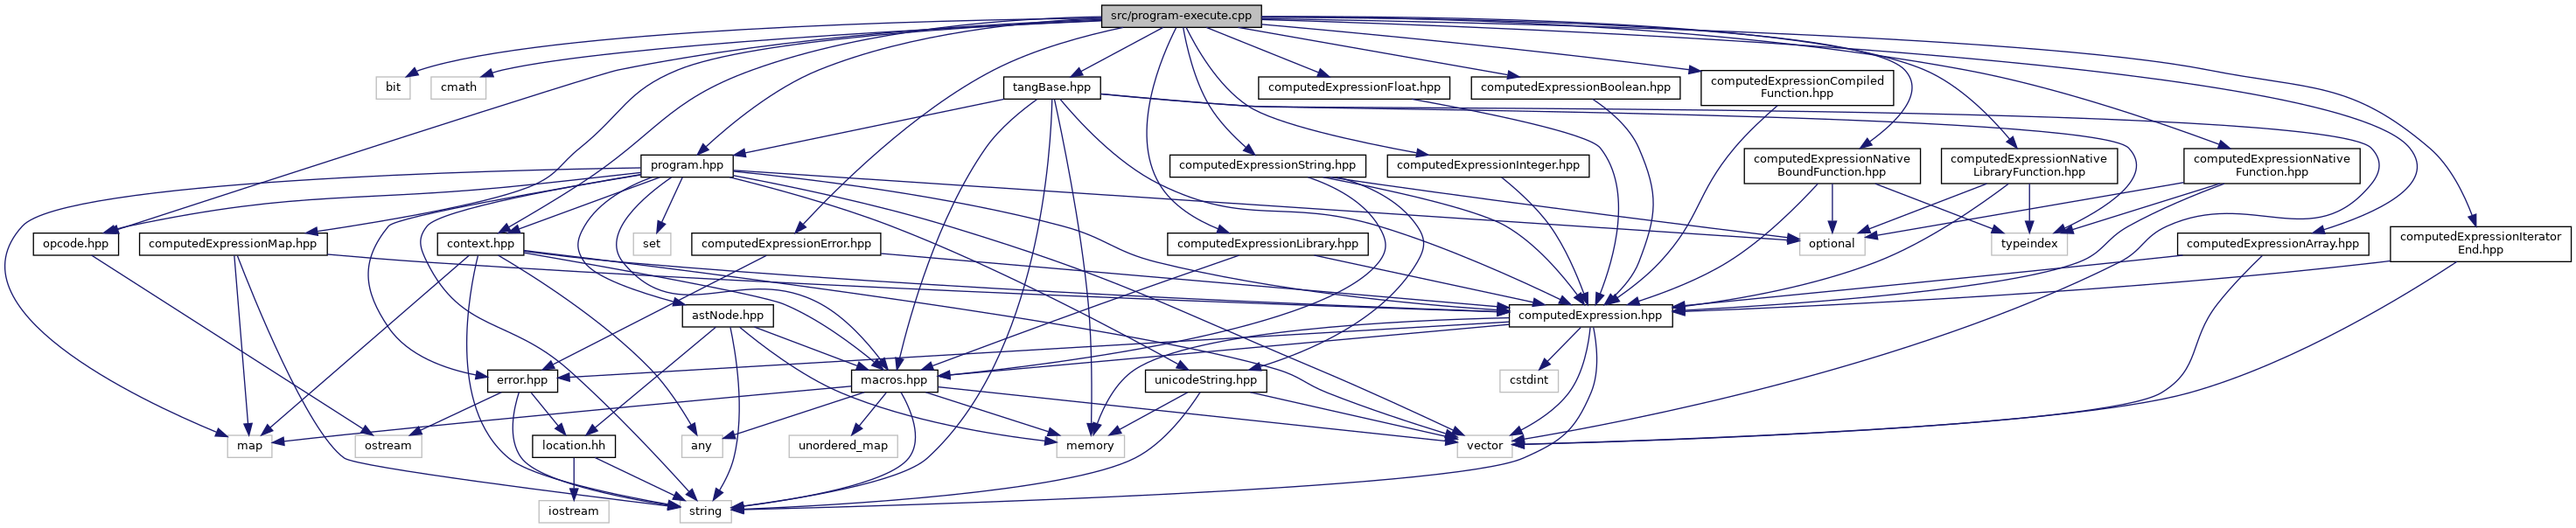 src/program-execute.cpp
bit
cmath
tangBase.hpp
computedExpressionFloat.hpp
computedExpressionBoolean.hpp
computedExpressionCompiled
Function.hpp
program.hpp
computedExpressionString.hpp
computedExpressionInteger.hpp
computedExpressionNative
BoundFunction.hpp
computedExpressionNative
LibraryFunction.hpp
computedExpressionNative
Function.hpp
opcode.hpp
computedExpressionMap.hpp
context.hpp
set
computedExpressionError.hpp
computedExpressionLibrary.hpp
optional
typeindex
computedExpressionArray.hpp
computedExpressionIterator
End.hpp
astNode.hpp
computedExpression.hpp
error.hpp
macros.hpp
unicodeString.hpp
cstdint
map
ostream
location.hh
any
unordered_map
memory
vector
iostream
string